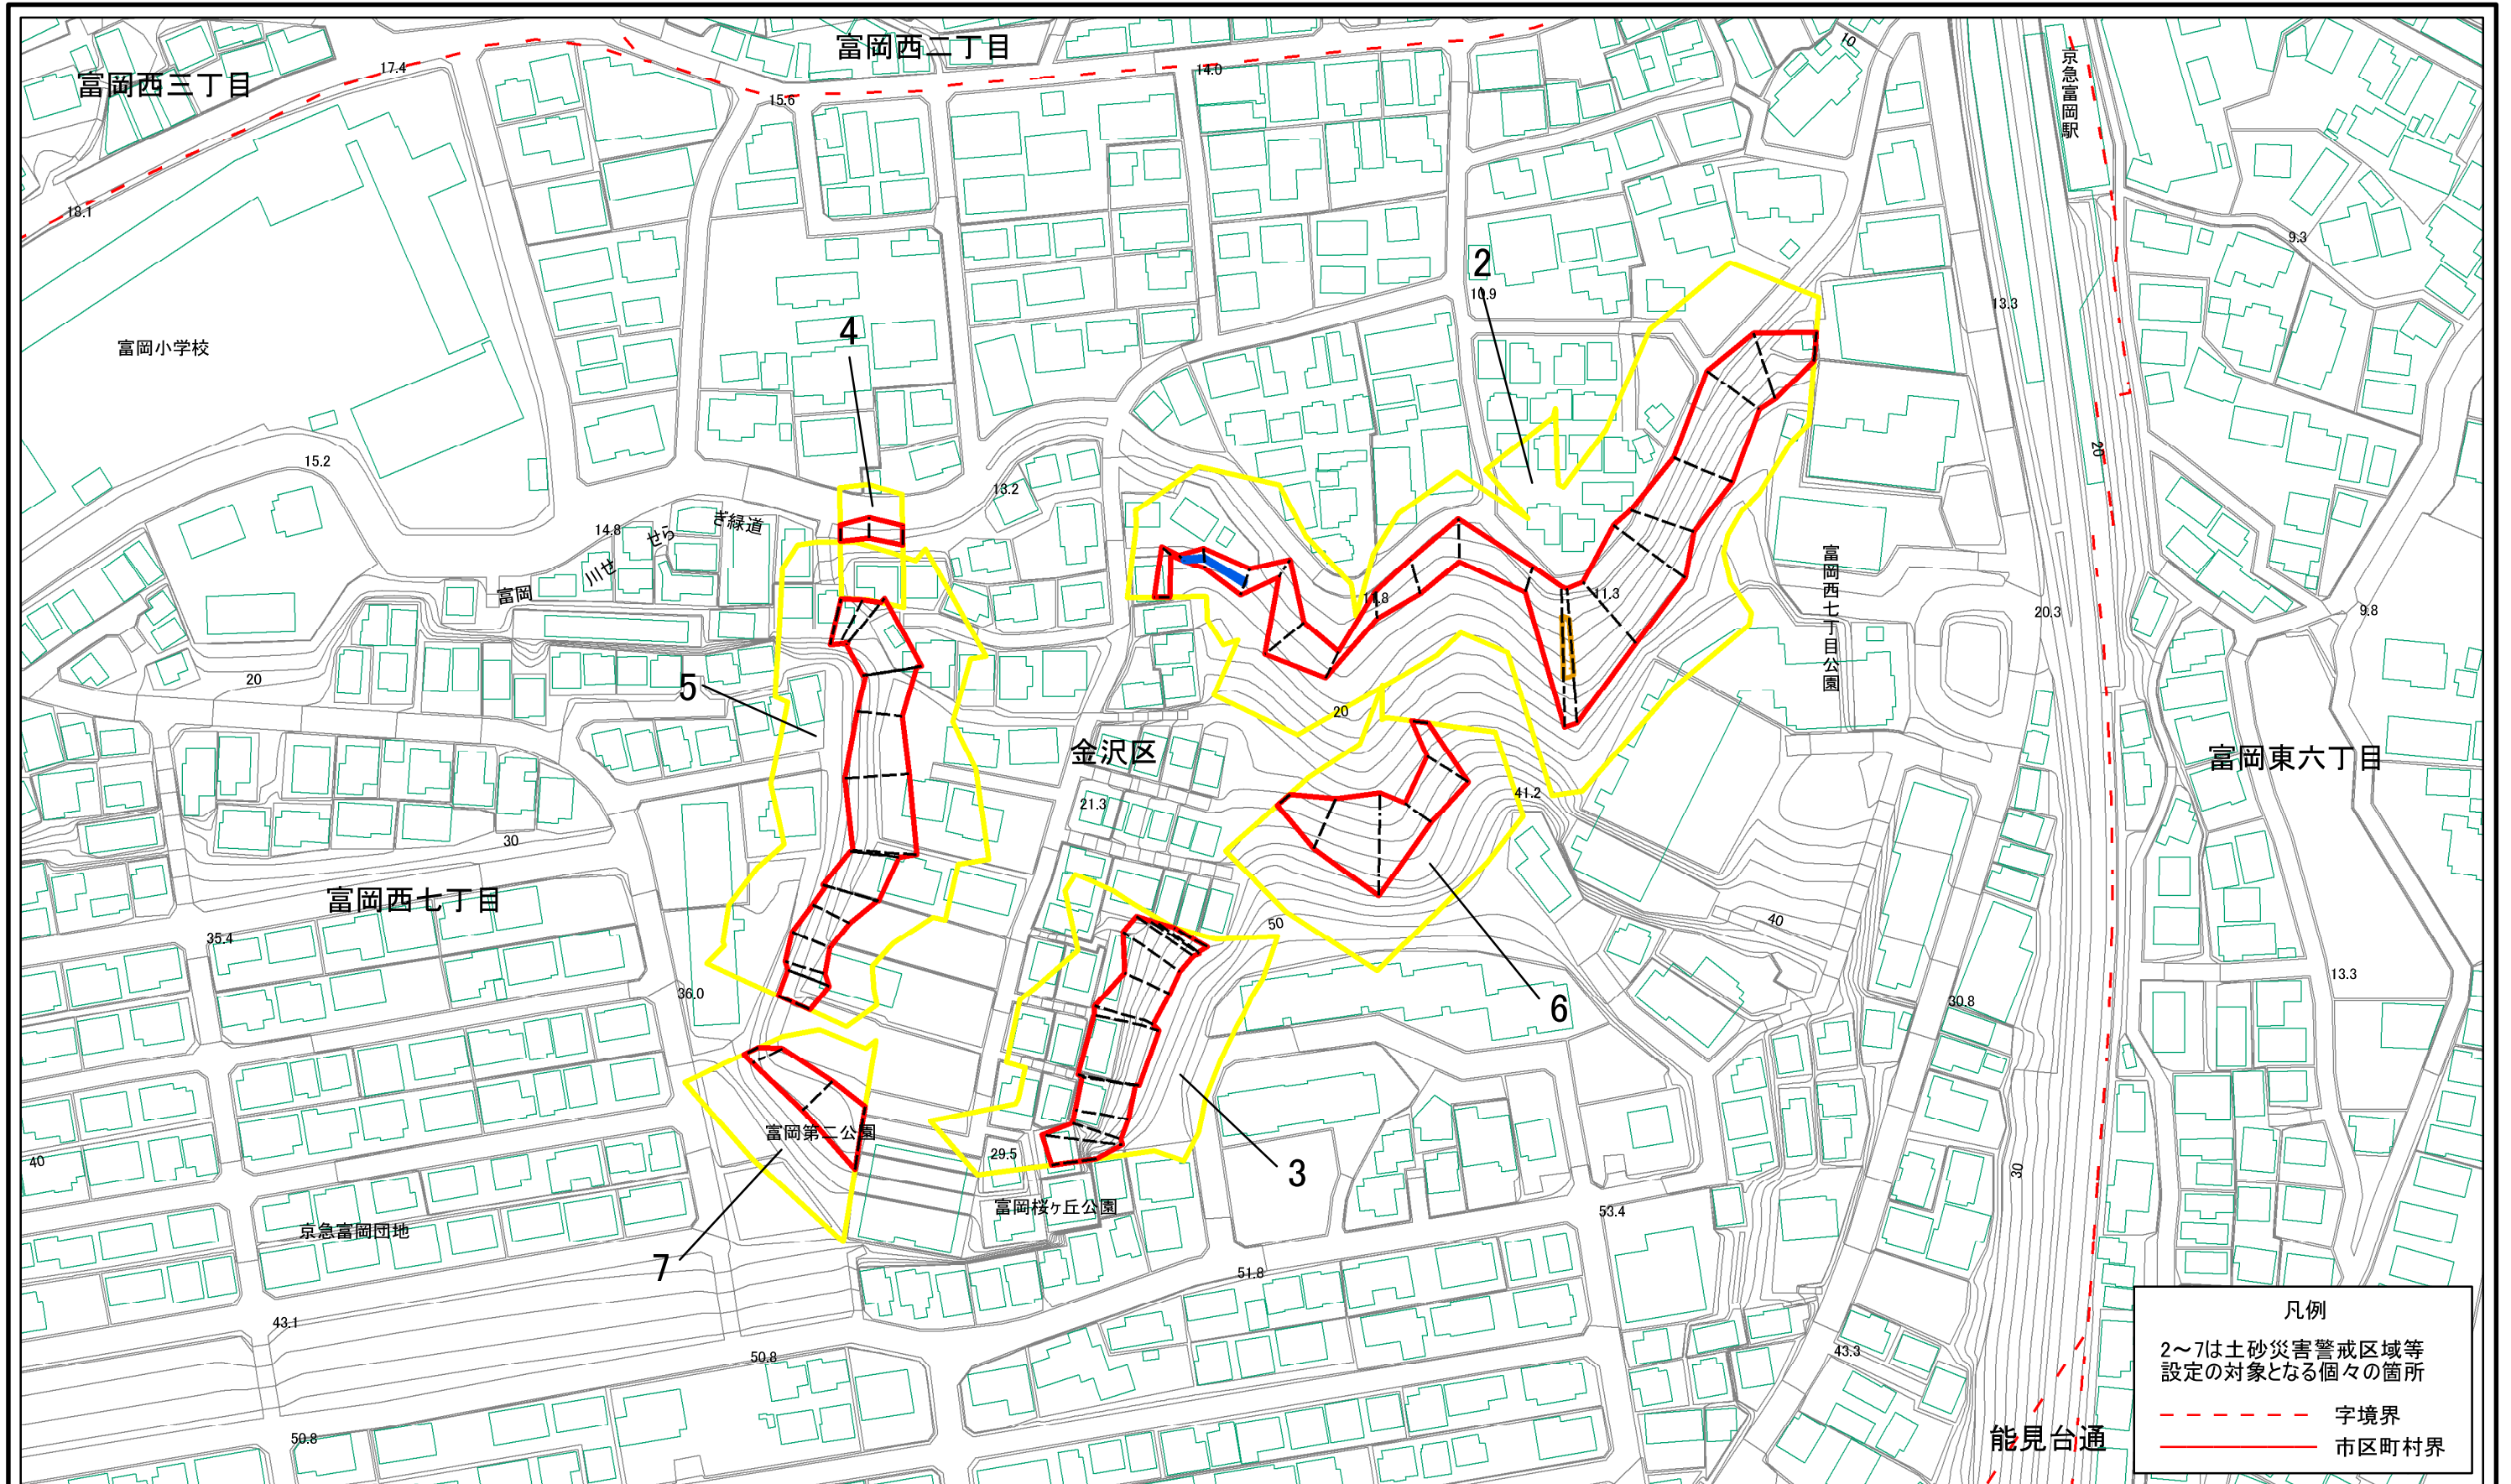 富岡西二丁目
富岡西三丁目
17.4
14.0
10
15.6
京急富岡駅
18.1
9.3
2
10.9
13.3
4
富岡小学校
20
15.2
13.2
14.8
富岡川せせらぎ緑道
富岡西七丁目公園
11.8
11.3
20.3
9.8
20
5
20
金沢区
富岡東六丁目
41.2
21.3
30
富岡西七丁目
50
40
35.4
13.3
36.0
30.8
6
富岡第二公園
29.5
40
3
30
富岡桜ヶ丘公園
53.4
京急富岡団地
7
51.8
43.1
50.8
43.3
50.8
能見台通
凡例
2~7は土砂災害警戒区域等
設定の対象となる個々の箇所
字境界
市区町村界